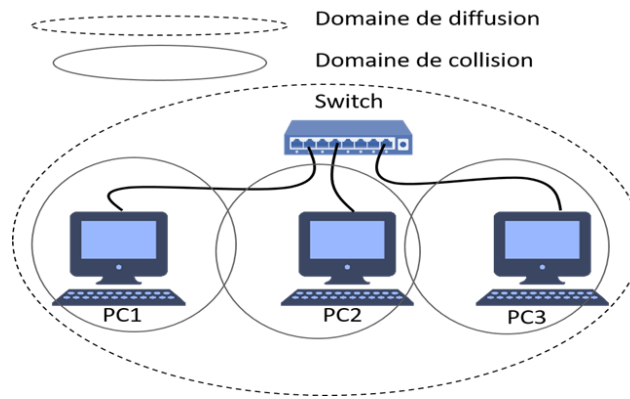 Domaine de diffusion
Domaine de collision
Switch
PC1
PC2
PC3